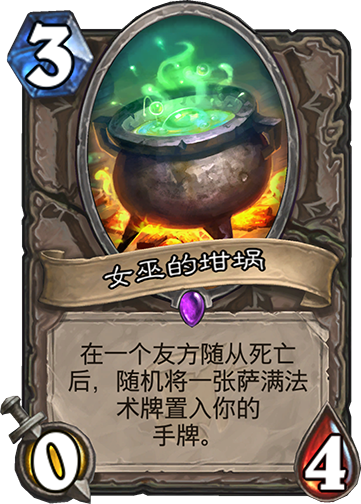 3
女巫的坩埚
在一个友方随从死亡
后，随机将一张萨满法
术牌置入你的
手牌。
0
4